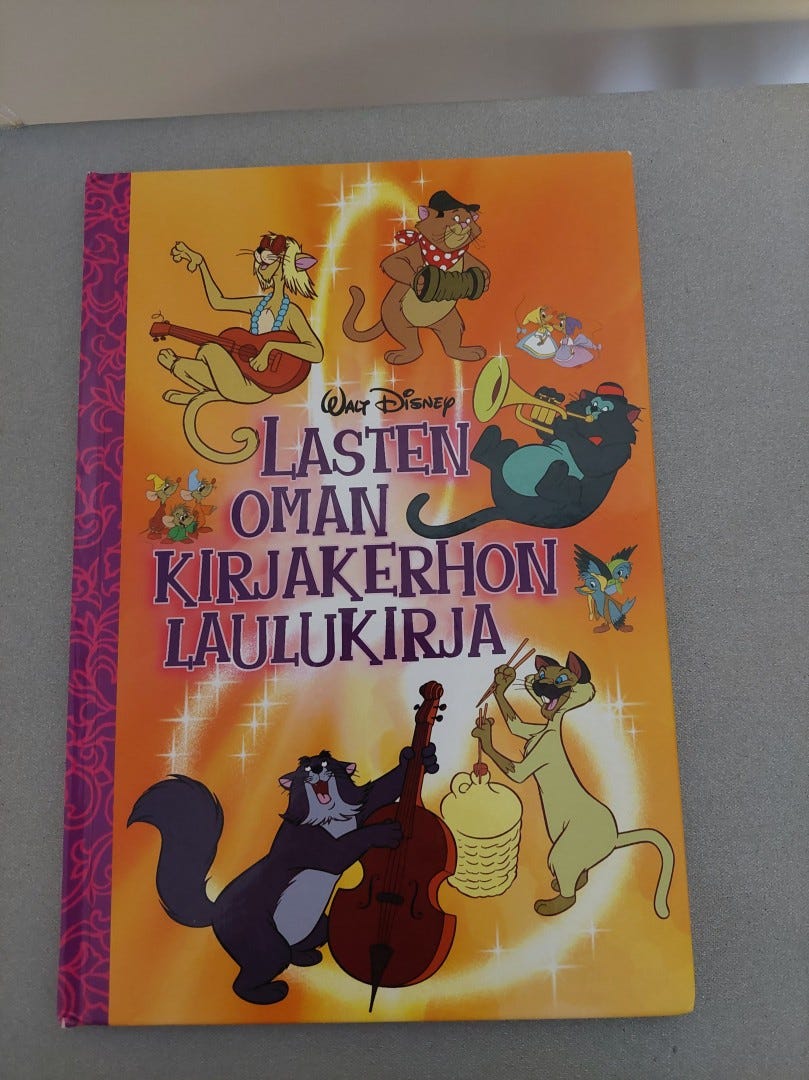 WALT DISNEY
LASTEN
OMAN
KIRJAKERHON
LAULUKIRJA